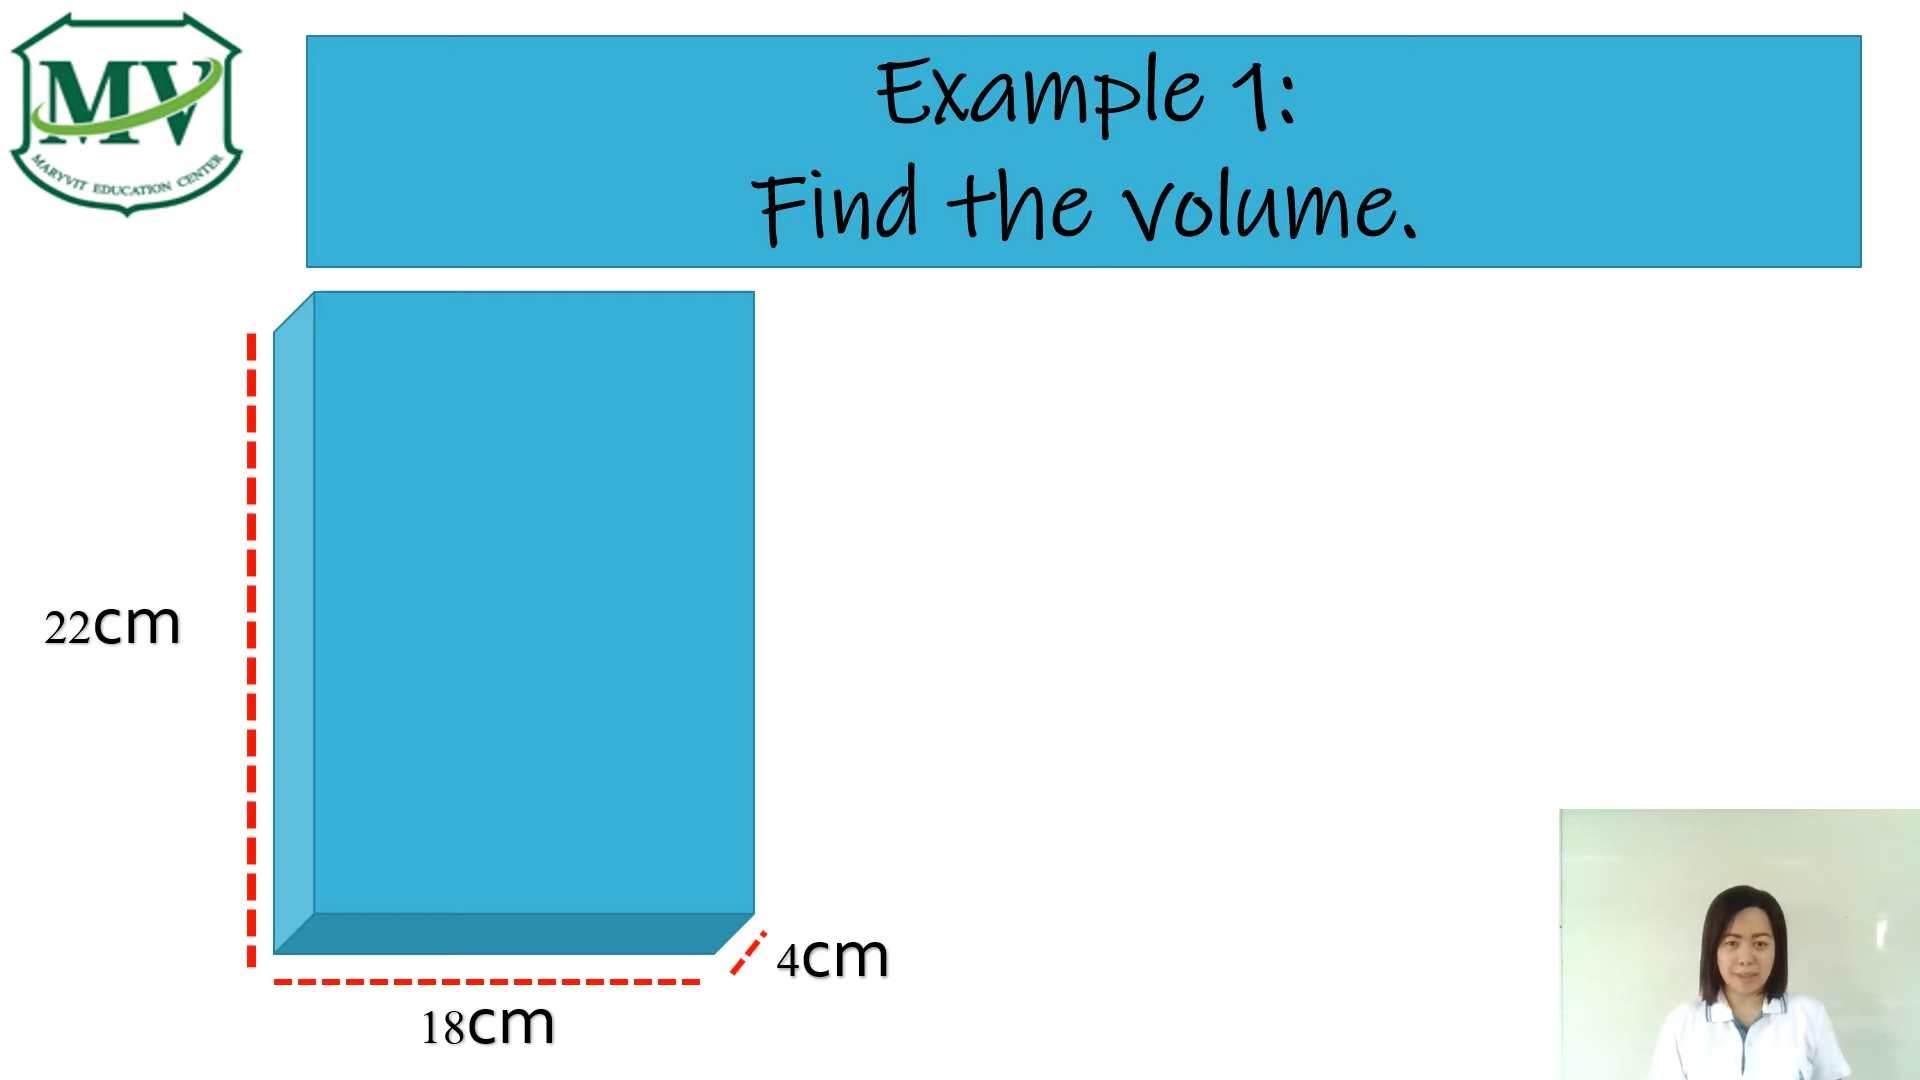 MV
MARYVIT EDUCATION CENTER
Example 1:
Find the volume.
22cm
4cm
18cm